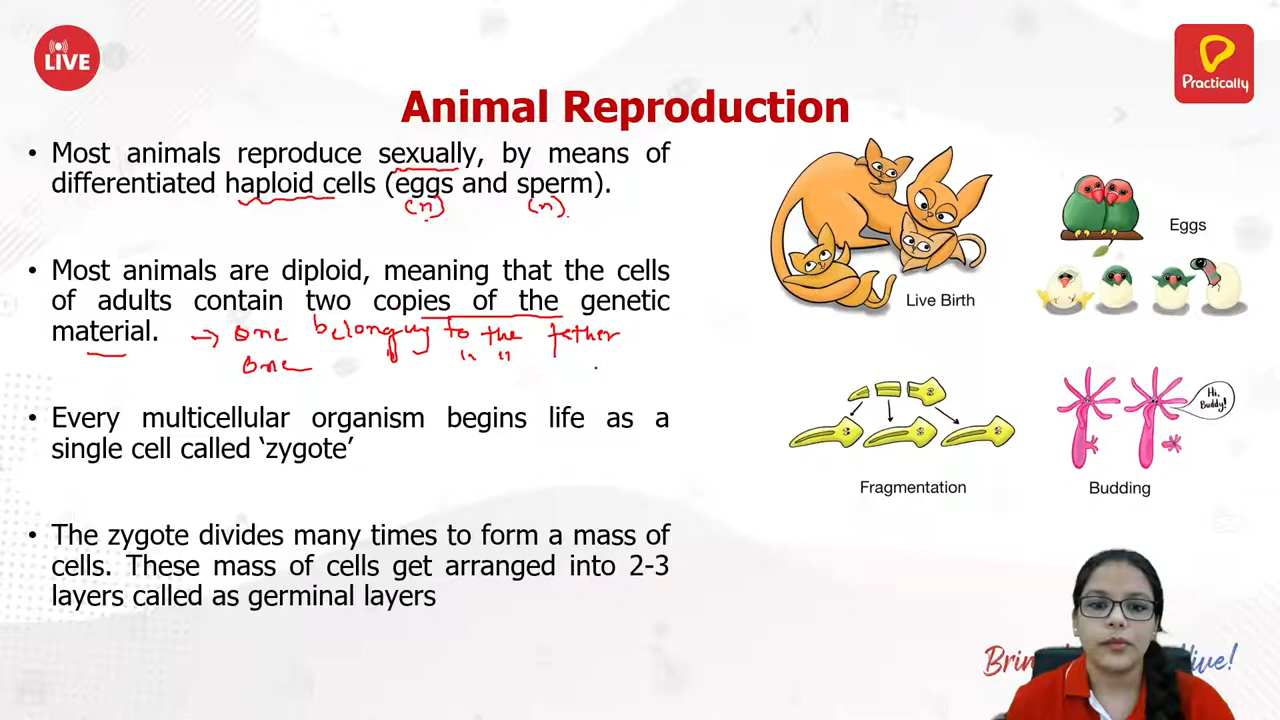 LIVE
Practically
Animal Reproduction
• Most animals reproduce sexually, by means of
differentiated haploid cells (eggs and sperm).
(n) (n)
• Most animals are diploid, meaning that the cells
of adults contain two copies of the genetic
material. → one belonging to the father
one " "
• Every multicellular organism begins life as a
single cell called ‘zygote’
• The zygote divides many times to form a mass of
cells. These mass of cells get arranged into 2-3
layers called as germinal layers
Live Birth
Eggs
Hi,
Buddy!
Fragmentation
Budding